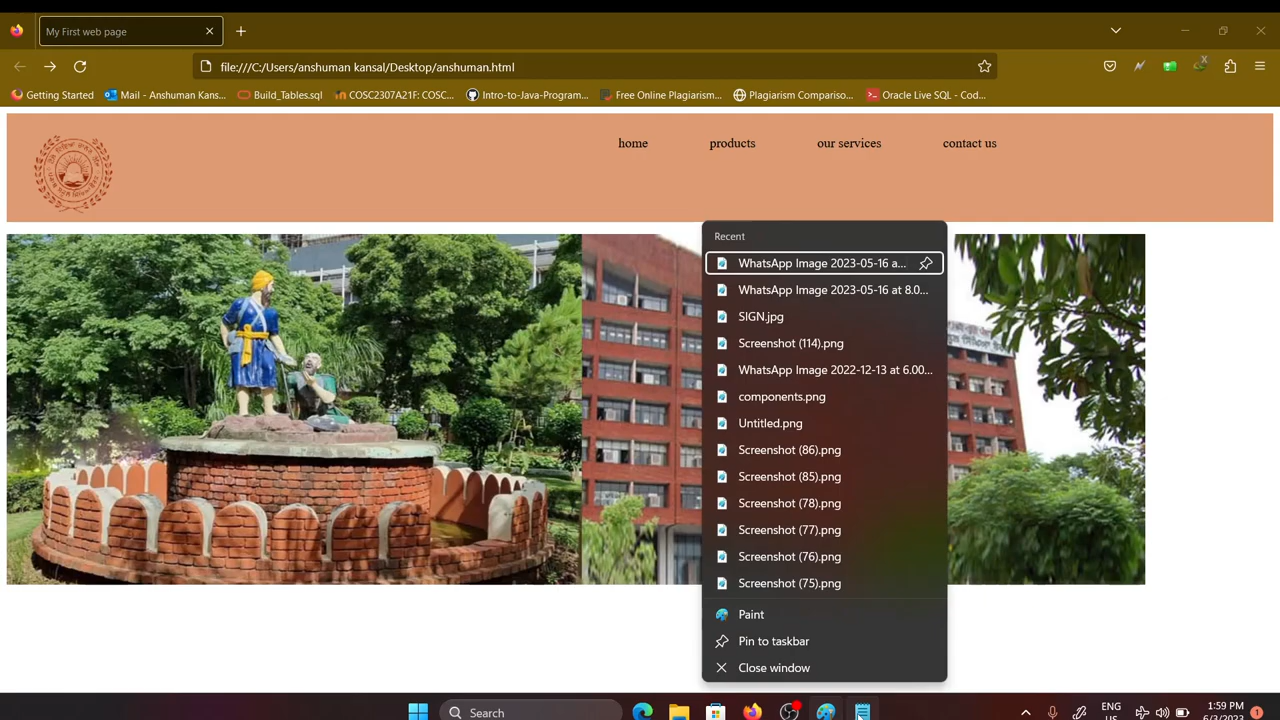 My First web page
file:///C:/Users/anshuman kansal/Desktop/anshuman.html
Getting Started
Mail - Anshuman Kans...
Build_Tables.sql
COSC2307A21F: COSC...
Intro-to-Java-Program...
Free Online Plagiarism...
Plagiarism Compariso...
Oracle Live SQL - Cod...
home
products
our services
contact us
Recent
WhatsApp Image 2023-05-16 a...
WhatsApp Image 2023-05-16 at 8.0...
SIGN.jpg
Screenshot (114).png
WhatsApp Image 2022-12-13 at 6.00...
components.png
Untitled.png
Screenshot (86).png
Screenshot (85).png
Screenshot (78).png
Screenshot (77).png
Screenshot (76).png
Screenshot (75).png
Paint
Pin to taskbar
Close window
Search
ENG
US
1:59 PM
6/3/2023
1